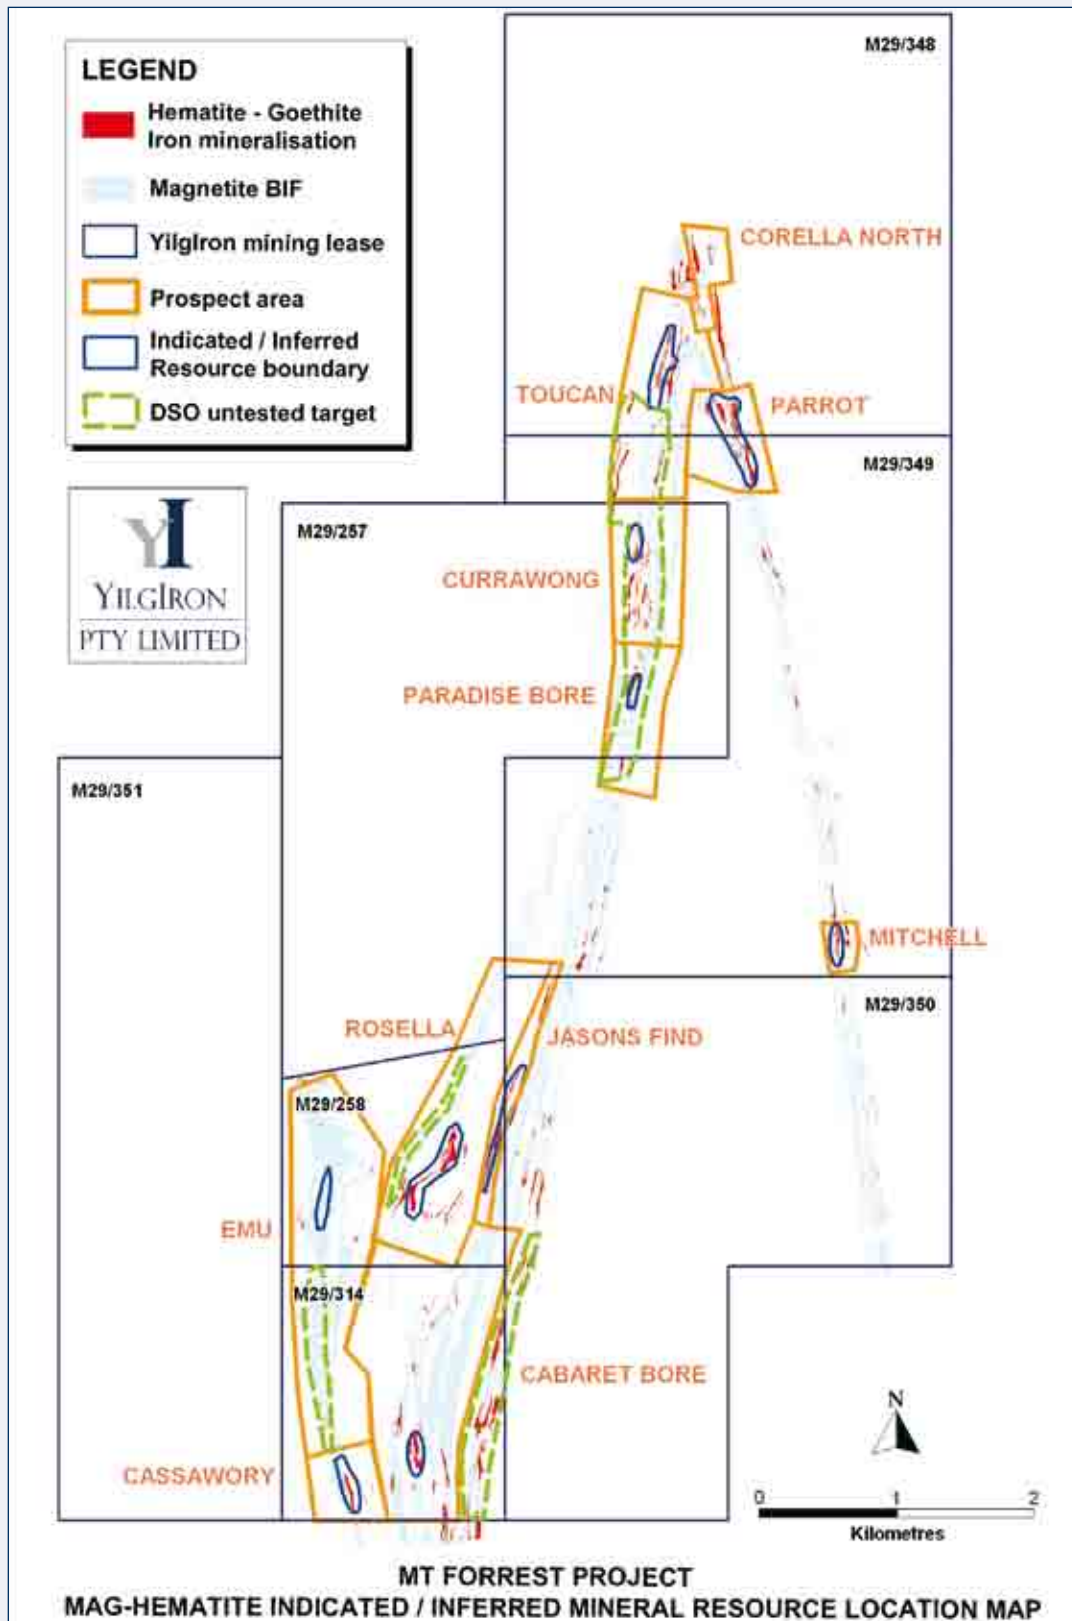 LEGEND
Hematite - Goethite
Iron mineralisation
Magnetite BIF
YilgIron mining lease
Prospect area
Indicated / Inferred
Resource boundary
DSO untested target
YI
YILGIRON
PTY LIMITED
M29/348
CORELLA NORTH
TOUCAN
PARROT
M29/349
M29/257
CURRAWONG
PARADISE BORE
M29/351
MITCHELL
M29/350
ROSELLA
JASONS FIND
M29/258
EMU
M29/314
CABARET BORE
CASSAWORY
N
0 1 2
Kilometres
MT FORREST PROJECT
MAG-HEMATITE INDICATED / INFERRED MINERAL RESOURCE LOCATION MAP